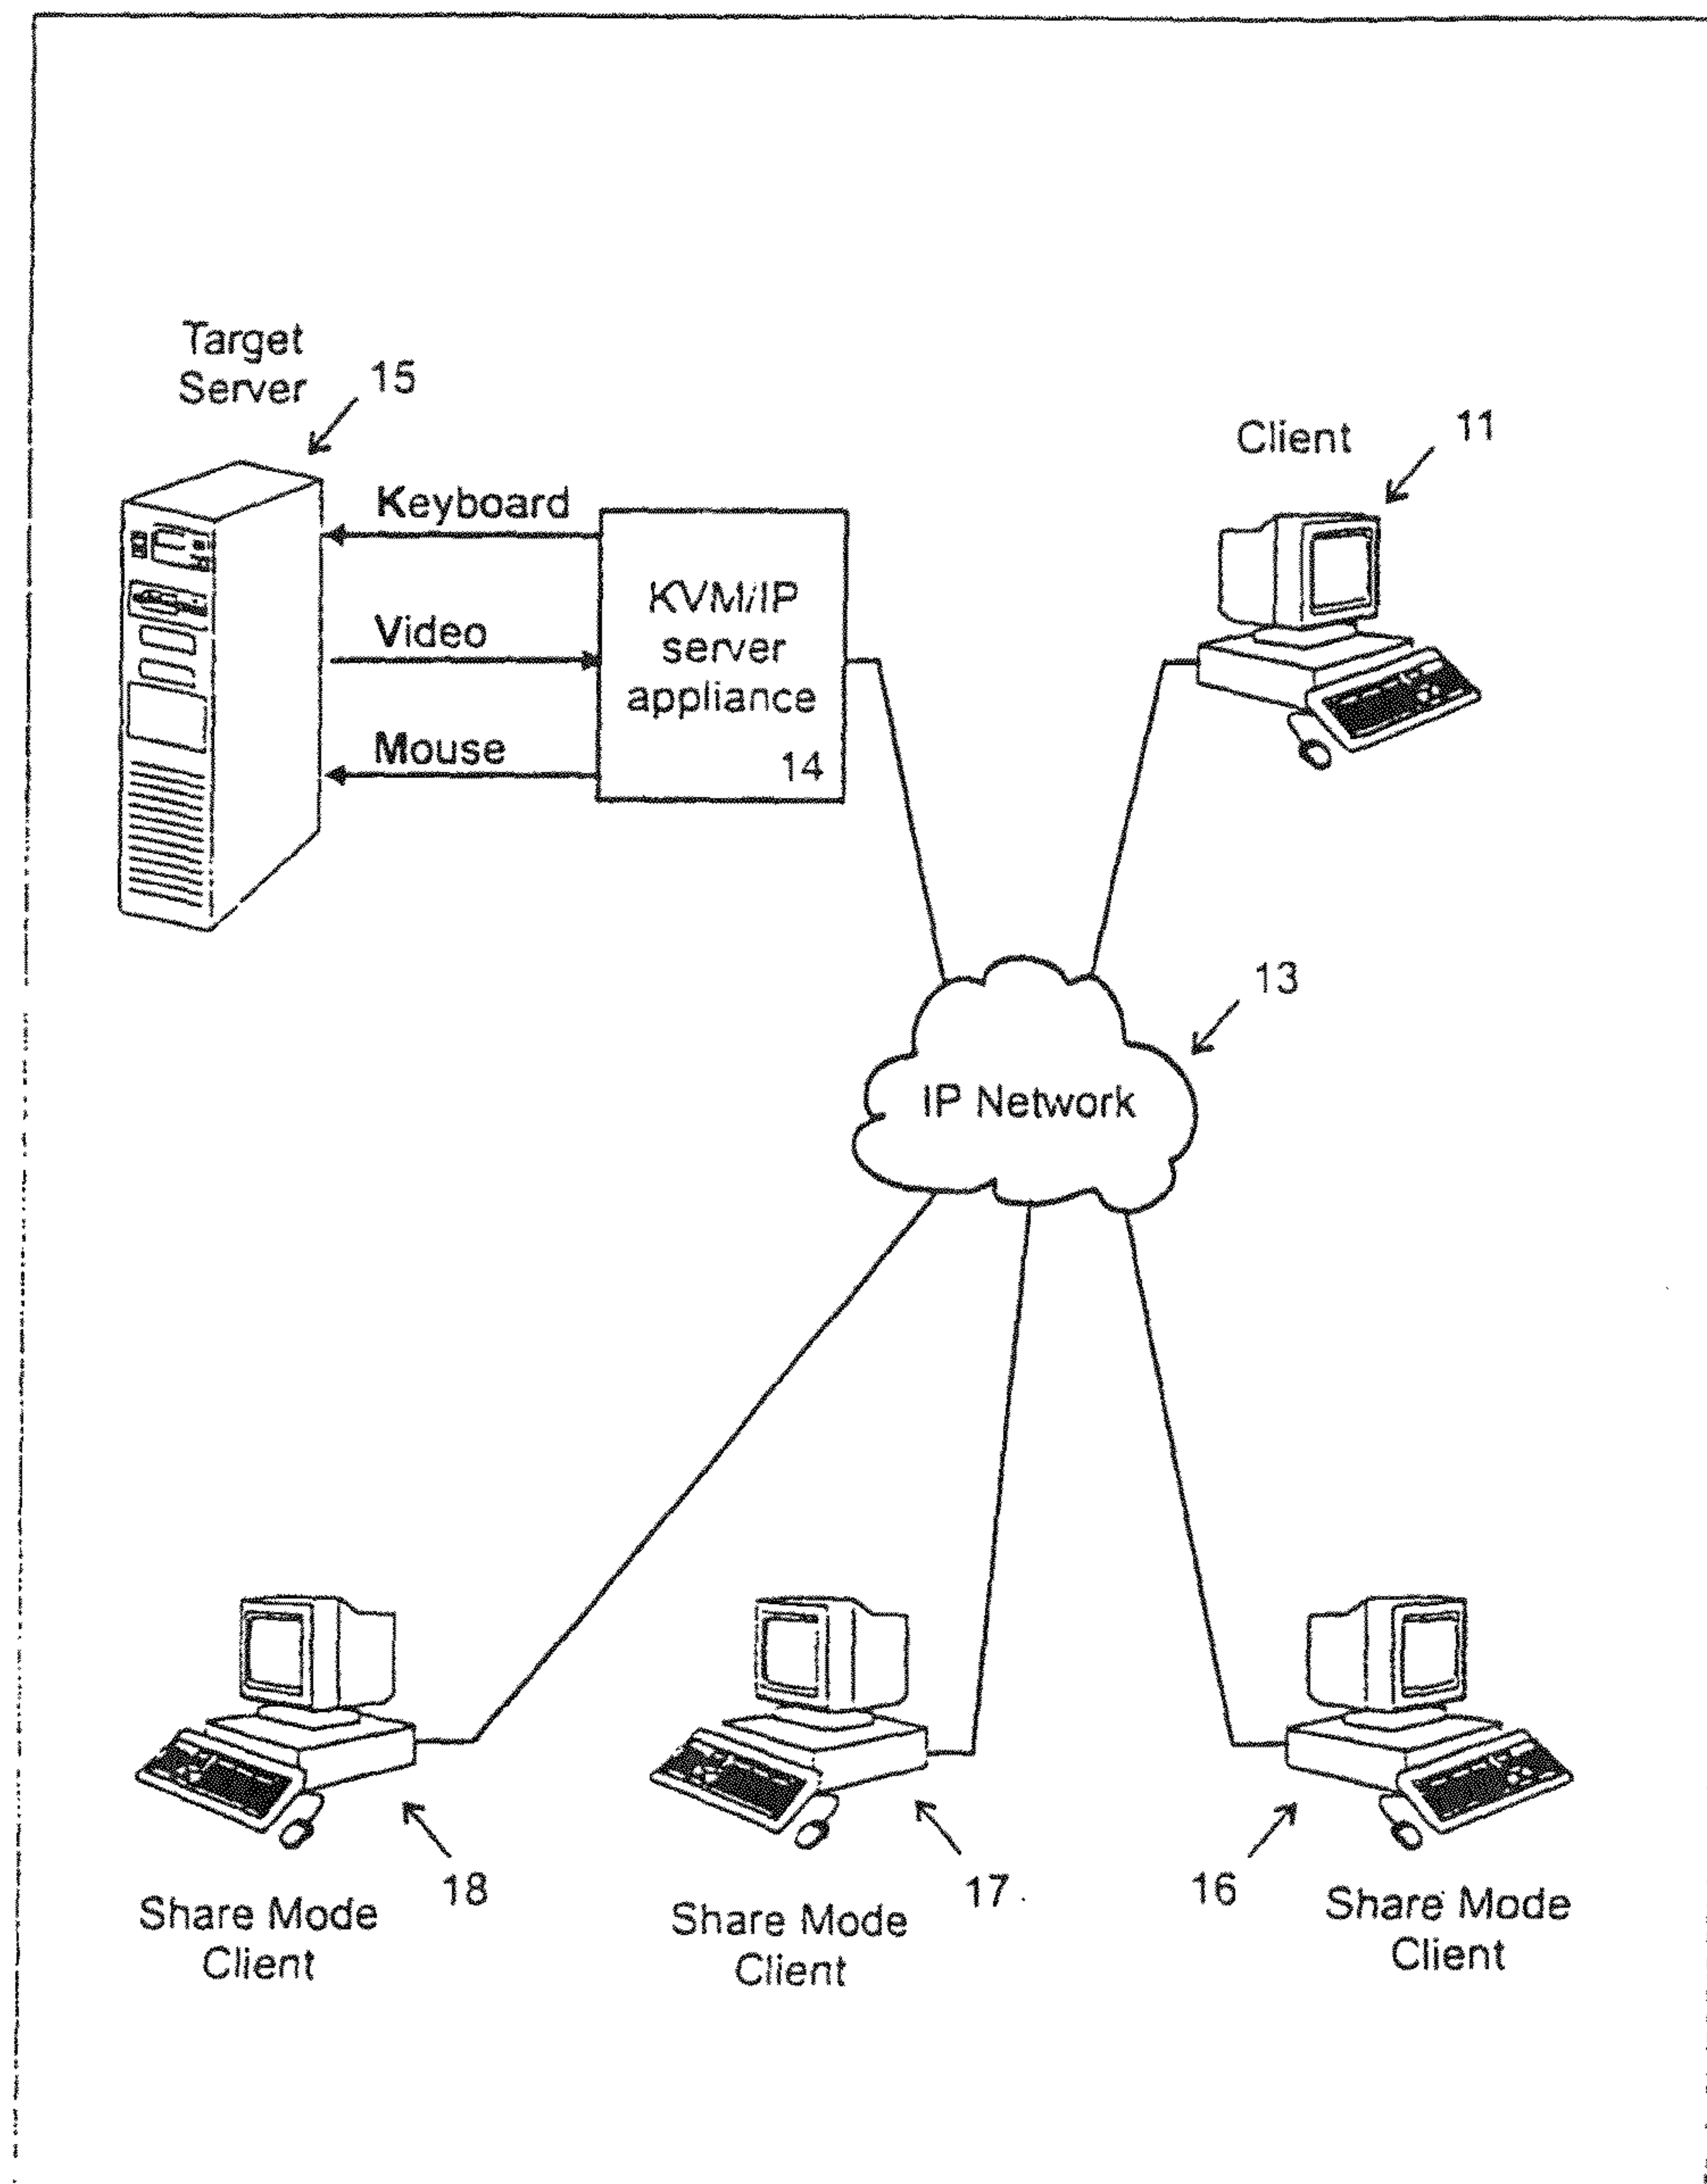 Target
Server
15
Keyboard
Video
Mouse
KVM/IP
server
appliance
14
Client
11
13
IP Network
18
Share Mode
Client
17
Share Mode
Client
16
Share Mode
Client